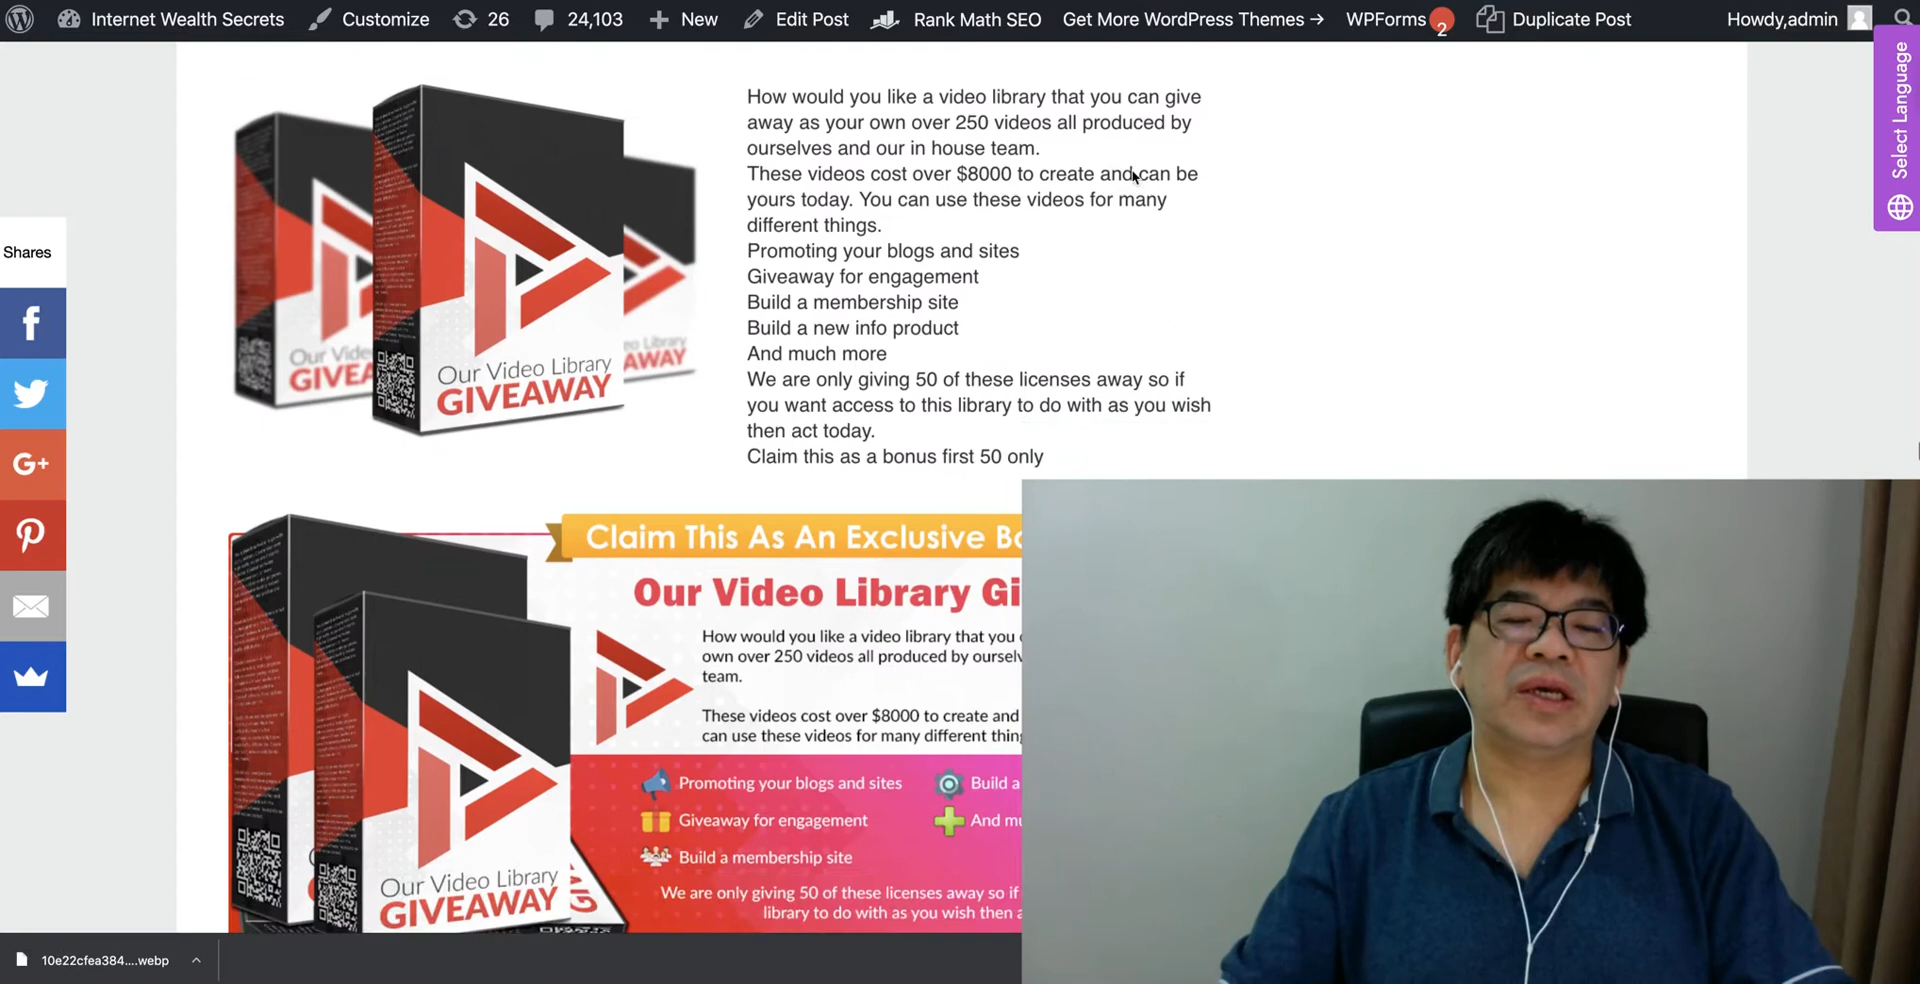 Internet Wealth Secrets
Customize
26
24,103
New
Edit Post
Rank Math SEO
Get More WordPress Themes →
WPForms 2
Duplicate Post
Howdy,admin
Select Language
Shares
G+
How would you like a video library that you can give
away as your own over 250 videos all produced by
ourselves and our in house team.
These videos cost over $8000 to create and can be
yours today. You can use these videos for many
different things.
Promoting your blogs and sites
Giveaway for engagement
Build a membership site
Build a new info product
And much more
We are only giving 50 of these licenses away so if
you want access to this library to do with as you wish
then act today.
Claim this as a bonus first 50 only
Our Vide
GIVEA
Our Video Library
GIVEAWAY
eo Library
AWAY
Claim This As An Exclusive Bo
Our Video Library Gi
How would you like a video library that you c
own over 250 videos all produced by ourselv
team.
These videos cost over $8000 to create and
can use these videos for many different thing
Promoting your blogs and sites
Build a
Giveaway for engagement
And mu
Build a membership site
We are only giving 50 of these licenses away so if
library to do with as you wish then a
Our Video Library
GIVEAWAY
10e22cfea384....webp